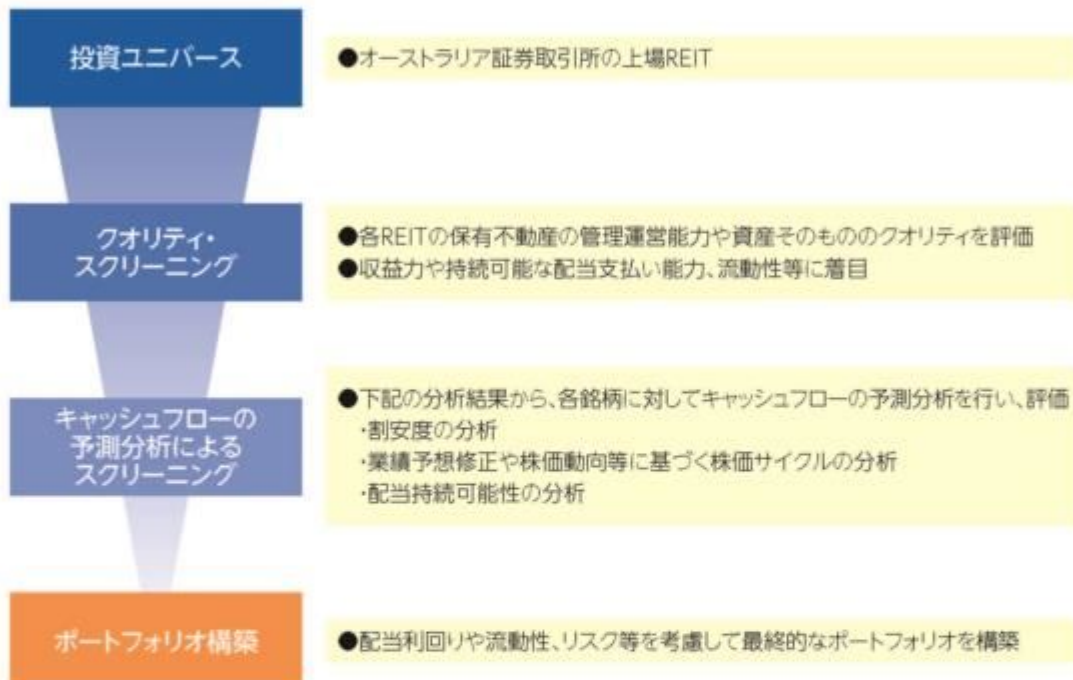 投資ユニバース
●オーストラリア証券取引所の上場REIT
クオリティ・
スクリーニング
●各REITの保有不動産の管理運営能力や資産そのもののクオリティを評価
●収益力や持続可能な配当支払い能力、流動性等に着目
キャッシュフローの
予測分析による
スクリーニング
●下記の分析結果から、各銘柄に対してキャッシュフローの予測分析を行い、評価
・割安度の分析
・業績予想修正や株価動向等に基づく株価サイクルの分析
・配当持続可能性の分析
ポートフォリオ構築
●配当利回りや流動性、リスク等を考慮して最終的なポートフォリオを構築